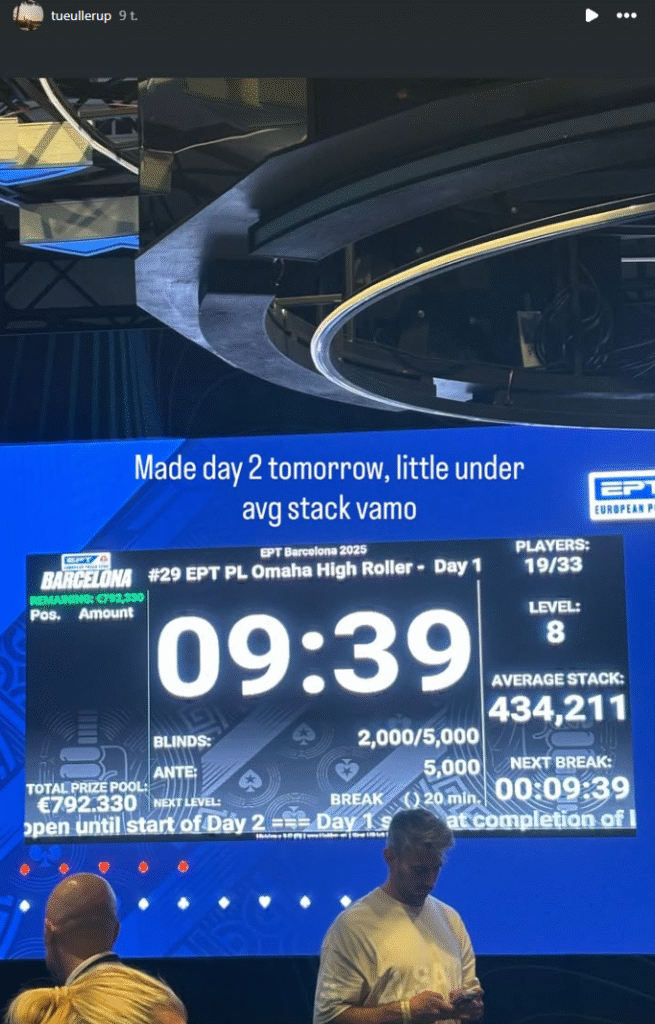 tueullerup 9 t.
Made day 2 tomorrow, little under
avg stack vamo
EPT
EUROPEAN P
EPT
BARCELONA
EPT Barcelona 2025
#29 EPT PL Omaha High Roller - Day 1
REMAINING: €792,330
Pos. Amount
09:39
PLAYERS:
19/33
LEVEL:
8
AVERAGE STACK:
434,211
BLINDS: 2,000/5,000
ANTE: 5,000
NEXT LEVEL: BREAK () 20 min.
NEXT BREAK:
00:09:39
TOTAL PRIZE POOL:
€792.330
open until start of Day 2 === Day 1 s at completion of l